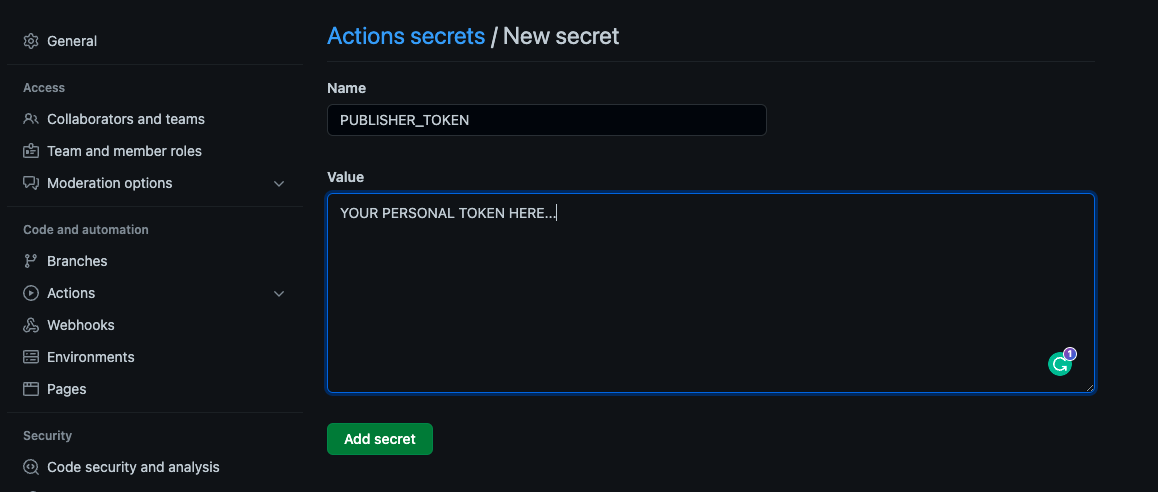 General
Access
Collaborators and teams
Team and member roles
Moderation options
Code and automation
Branches
Actions
Webhooks
Environments
Pages
Security
Code security and analysis
Actions secrets / New secret
Name
PUBLISHER_TOKEN
Value
YOUR PERSONAL TOKEN HERE...
1
Add secret